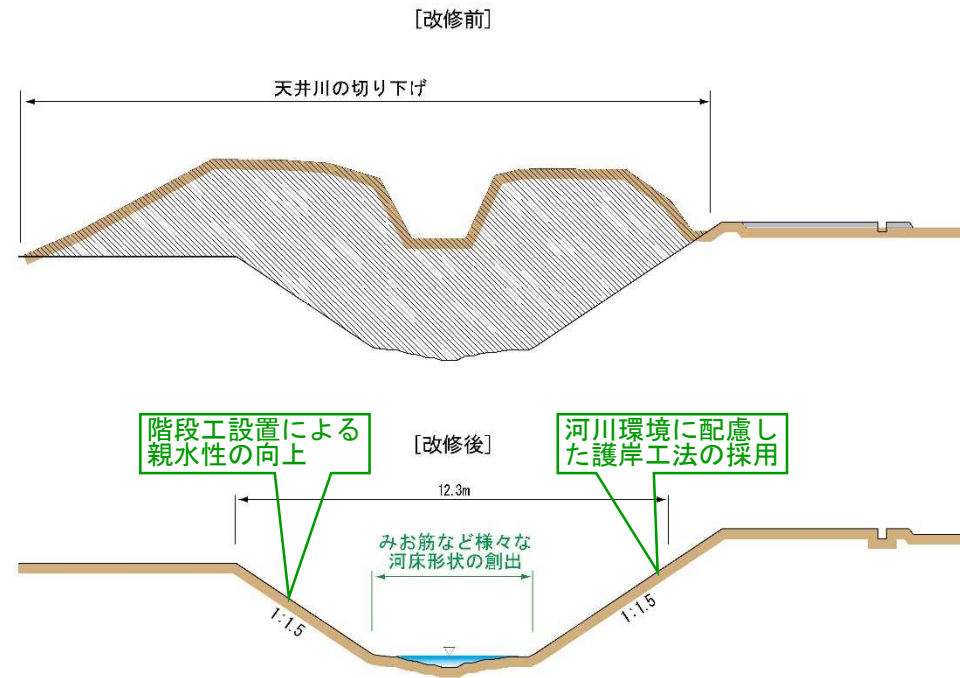 [改修前]
天井川の切り下げ
階段工設置による
親水性の向上
[改修後]
河川環境に配慮し
た護岸工法の採用
12.3m
みお筋など様々な
河床形状の創出
1:1.5
1:1.5